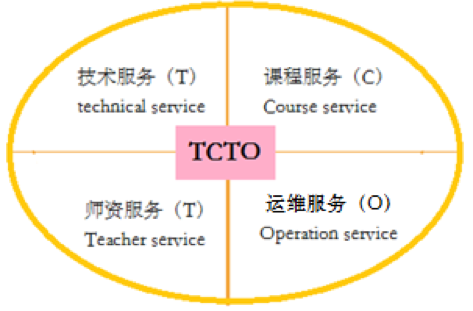 技术服务（T）
technical service
课程服务（C）
Course service
TCTO
师资服务（T）
Teacher service
运维服务（O）
Operation service